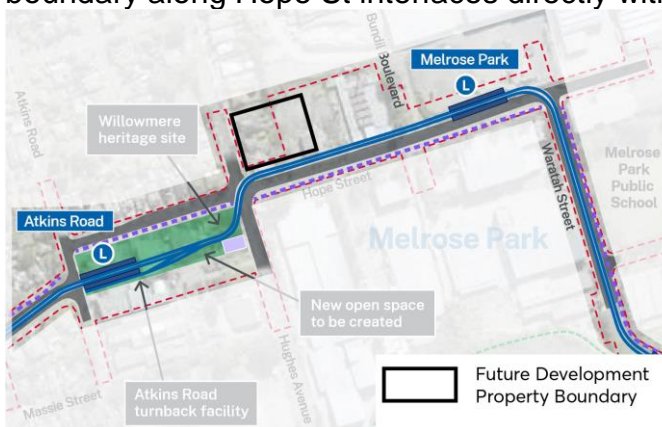 boundary along Hope St interfaces directly with
Bundil
Boulevard
Melrose Park
L
Atkins Road
Willowmere
heritage site
Hope Street
Waratah Street
Melrose
Park
Public
School
Atkins Road
L
Melrose Park
New open space
to be created
Hughes Avenue
Massie Street
Atkins Road
turnback facility
Future Development
Property Boundary